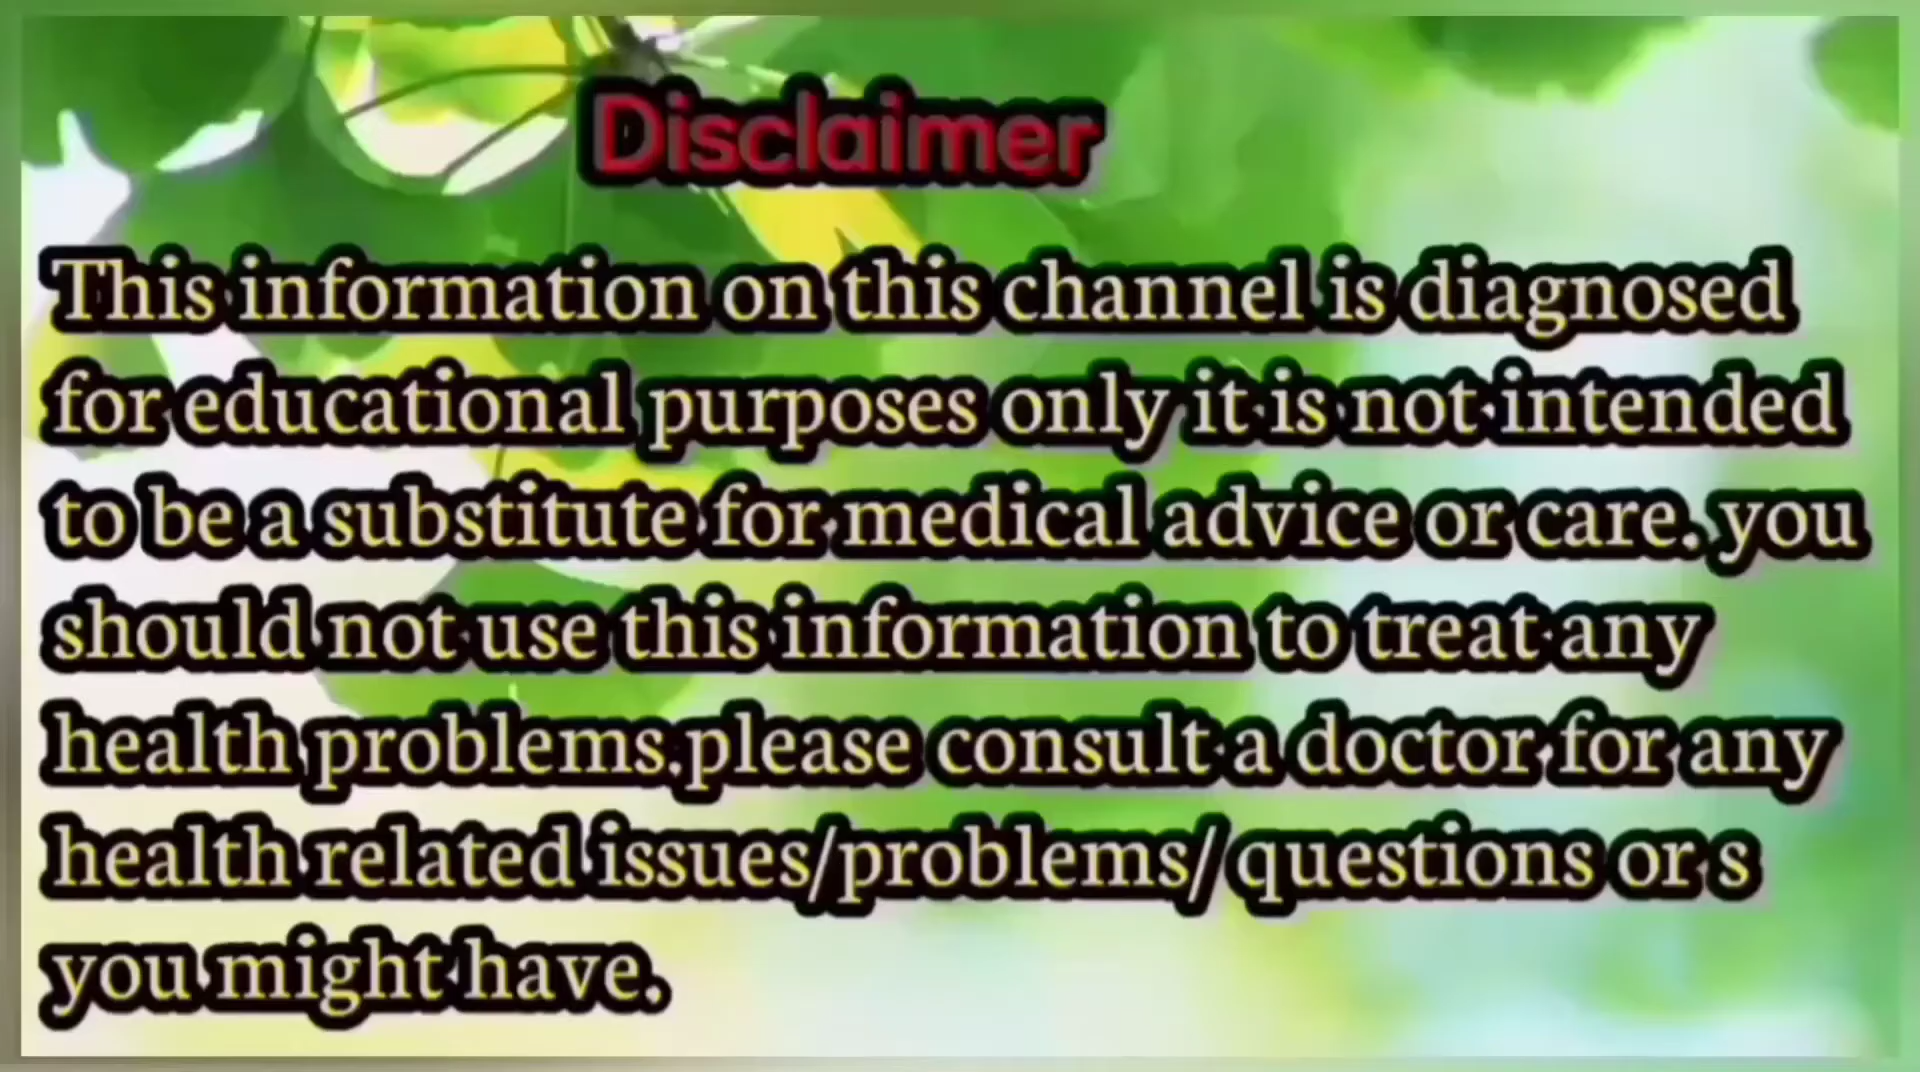 Disclaimer
This information on this channel is diagnosed
for educational purposes only it is not intended
to be a substitute for medical advice or care. you
should not use this information to treat any
health problems.please consult a doctor for any
health related issues/problems/questions or s
you might have.